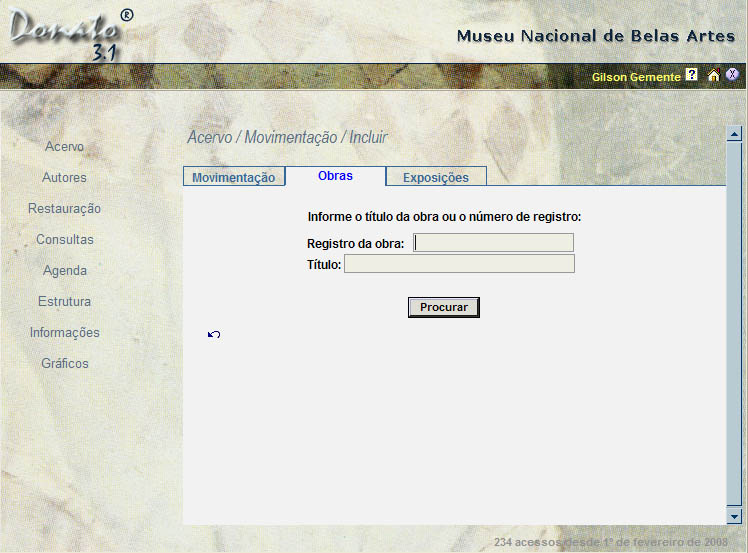 Donato ®
3.1
Museu Nacional de Belas Artes
Gilson Gemente ? X
Acervo
Autores
Restauração
Consultas
Agenda
Estrutura
Informações
Gráficos
Acervo / Movimentação / Incluir
Movimentação Obras Exposições
Informe o título da obra ou o número de registro:
Registro da obra:
Título:
Procurar
234 acessos desde 1º de fevereiro de 2008